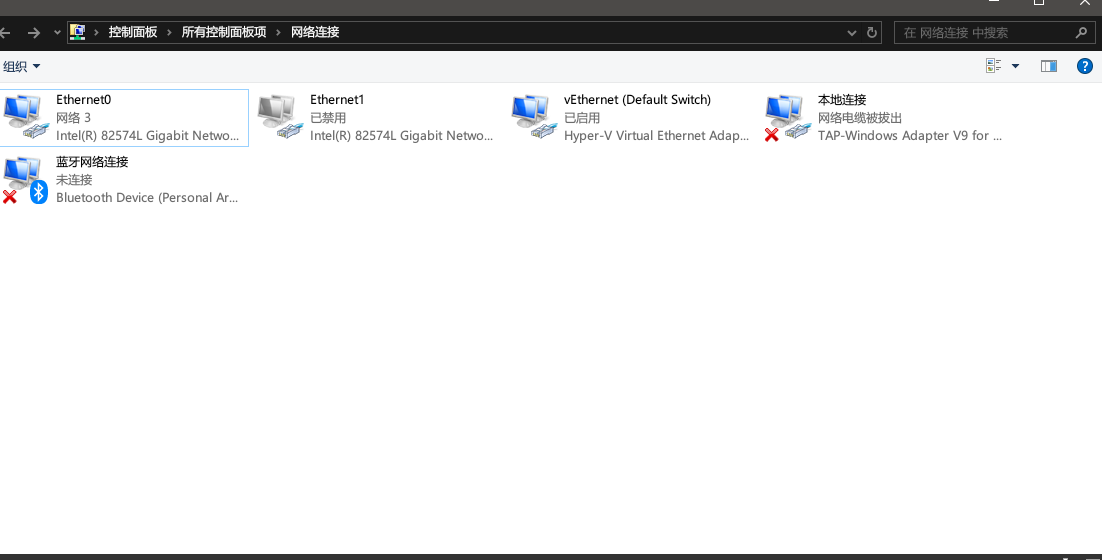 控制面板 › 所有控制面板项 › 网络连接
在 网络连接 中搜索
组织
Ethernet0
网络 3
Intel(R) 82574L Gigabit Netwo...
Ethernet1
已禁用
Intel(R) 82574L Gigabit Netwo...
vEthernet (Default Switch)
已启用
Hyper-V Virtual Ethernet Adap...
本地连接
网络电缆被拔出
TAP-Windows Adapter V9 for ...
蓝牙网络连接
未连接
Bluetooth Device (Personal Ar...